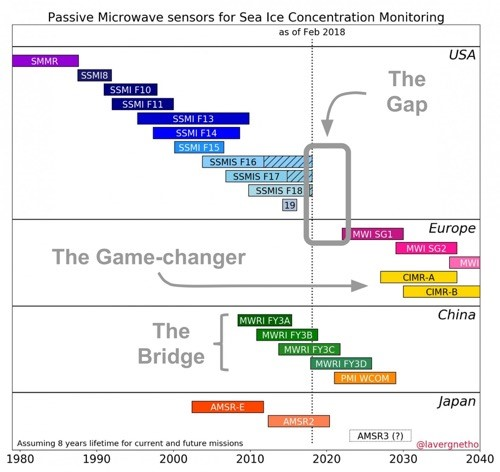 Passive Microwave sensors for Sea Ice Concentration Monitoring
as of Feb 2018
USA
SMMR
SSMI8
SSMI F10
SSMI F11
SSMI F13
SSMI F14
SSMI F15
SSMIS F16
SSMIS F17
SSMIS F18
19
The
Gap
Europe
MWI SG1
MWI SG2
MWI
CIMR-A
CIMR-B
The Game-changer
China
MWRI FY3A
MWRI FY3B
MWRI FY3C
MWRI FY3D
PMI WCOM
The
Bridge
Japan
AMSR-E
AMSR2
AMSR3 (?)
Assuming 8 years lifetime for current and future missions
@lavergnetho
1980 1990 2000 2010 2020 2030 2040